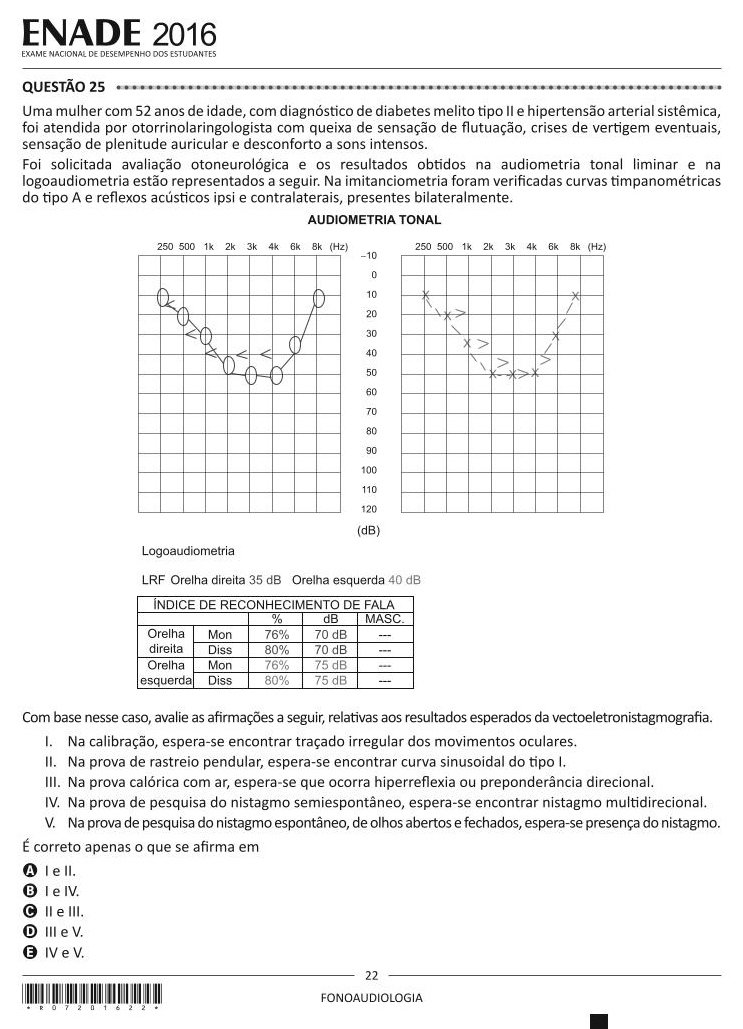 ENADE 2016
EXAME NACIONAL DE DESEMPENHO DOS ESTUDANTES
QUESTÃO 25
Uma mulher com 52 anos de idade, com diagnóstico de diabetes melito tipo II e hipertensão arterial sistêmica,
foi atendida por otorrinolaringologista com queixa de sensação de flutuação, crises de vertigem eventuais,
sensação de plenitude auricular e desconforto a sons intensos.
Foi solicitada avaliação otoneurológica e os resultados obtidos na audiometria tonal liminar e na
logoaudiometria estão representados a seguir. Na imitanciometria foram verificadas curvas timpanométricas
do tipo A e reflexos acústicos ipsi e contralaterais, presentes bilateralmente.
AUDIOMETRIA TONAL
250 500 1k 2k 3k 4k 6k 8k (Hz)
250 500 1k 2k 3k 4k 6k 8k (Hz)
–10
0
10
20
30
40
50
60
70
80
90
100
110
120
(dB)
Logoaudiometria
LRF Orelha direita 35 dB Orelha esquerda 40 dB
ÍNDICE DE RECONHECIMENTO DE FALA
% dB MASC.
Orelha direita Mon 76% 70 dB ---
Diss 80% 70 dB ---
Orelha esquerda Mon 76% 75 dB ---
Diss 80% 75 dB ---
Com base nesse caso, avalie as afirmações a seguir, relativas aos resultados esperados da vectoeletronistagmografia.
I. Na calibração, espera-se encontrar traçado irregular dos movimentos oculares.
II. Na prova de rastreio pendular, espera-se encontrar curva sinusoidal do tipo I.
III. Na prova calórica com ar, espera-se que ocorra hiperreflexia ou preponderância direcional.
IV. Na prova de pesquisa do nistagmo semiespontâneo, espera-se encontrar nistagmo multidirecional.
V. Na prova de pesquisa do nistagmo espontâneo, de olhos abertos e fechados, espera-se presença do nistagmo.
É correto apenas o que se afirma em
A I e II.
B I e IV.
C II e III.
D III e V.
E IV e V.
22
FONOAUDIOLOGIA
* R 0 7 2 0 1 6 2 2 *